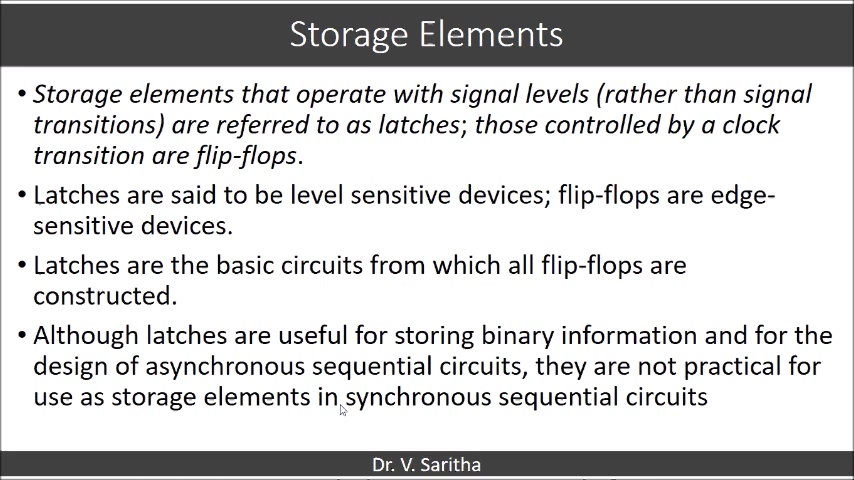 Storage Elements
• Storage elements that operate with signal levels (rather than signal
transitions) are referred to as latches; those controlled by a clock
transition are flip-flops.
• Latches are said to be level sensitive devices; flip-flops are edge-
sensitive devices.
• Latches are the basic circuits from which all flip-flops are
constructed.
• Although latches are useful for storing binary information and for the
design of asynchronous sequential circuits, they are not practical for
use as storage elements in synchronous sequential circuits
Dr. V. Saritha